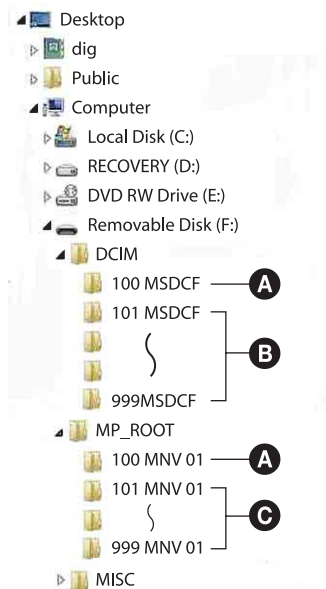 Desktop
dig
Public
Computer
Local Disk (C:)
RECOVERY (D:)
DVD RW Drive (E:)
Removable Disk (F:)
DCIM
100 MSDCF A
101 MSDCF
B
999MSDCF
MP_ROOT
100 MNV 01 A
101 MNV 01
C
999 MNV 01
MISC